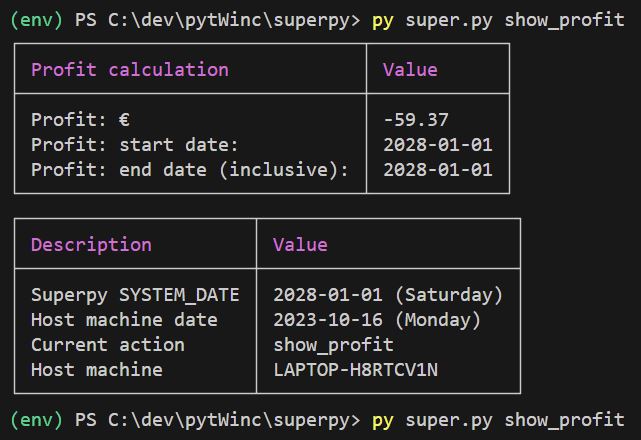 (env) PS C:\dev\pytWinc\superpy> py super.py show_profit
Profit calculation Value
Profit: € -59.37
Profit: start date: 2028-01-01
Profit: end date (inclusive): 2028-01-01
Description Value
Superpy SYSTEM_DATE 2028-01-01 (Saturday)
Host machine date 2023-10-16 (Monday)
Current action show_profit
Host machine LAPTOP-H8RTCV1N
(env) PS C:\dev\pytWinc\superpy> py super.py show_profit